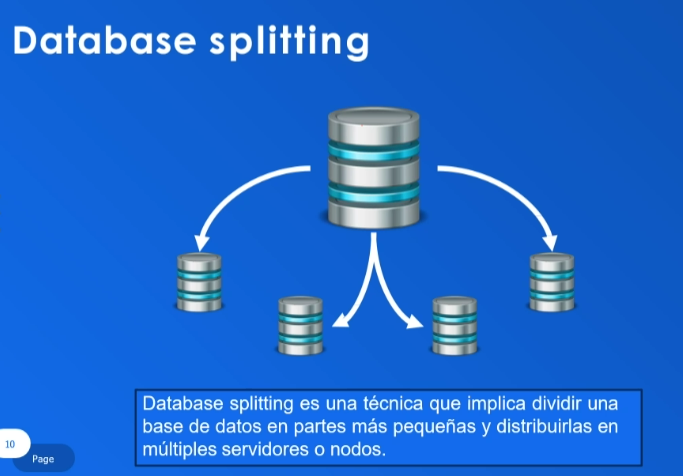 Database splitting
Database splitting es una técnica que implica dividir una
base de datos en partes más pequeñas y distribuirlas en
múltiples servidores o nodos.
10
Page